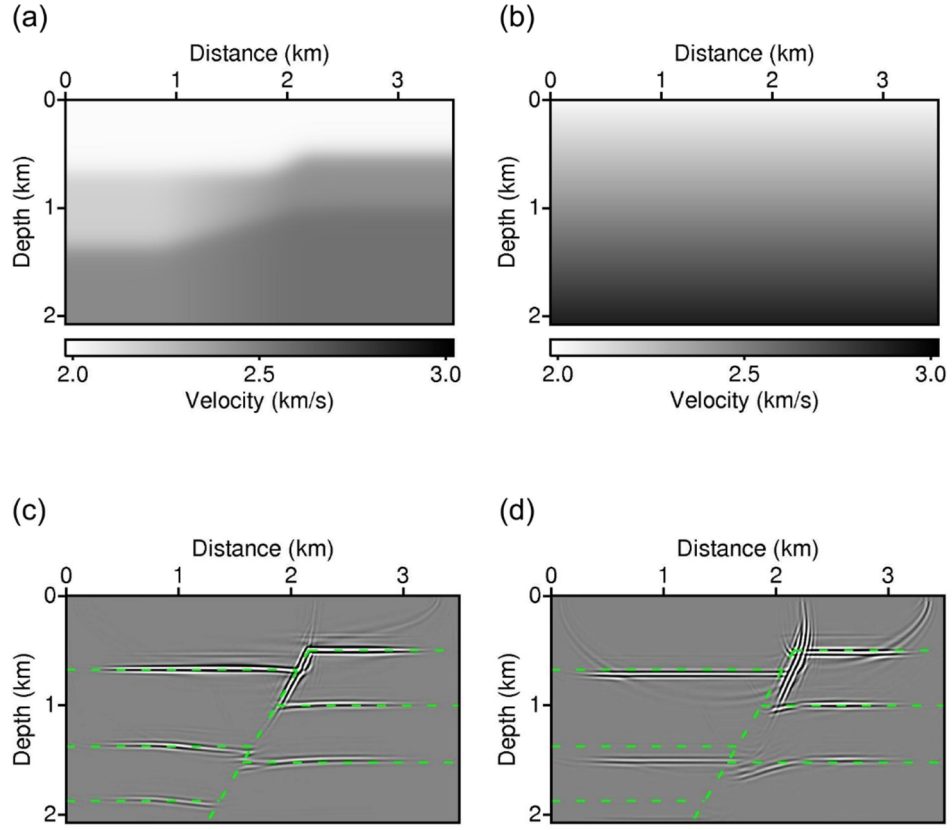 (a) (b)
Distance (km) Distance (km)
0 1 2 3 0 1 2 3
0 0
Depth (km) Depth (km)
1 1
2 2
2.0 2.5 3.0 2.0 2.5 3.0
Velocity (km/s) Velocity (km/s)
(c) (d)
Distance (km) Distance (km)
0 1 2 3 0 1 2 3
0 0
Depth (km) Depth (km)
1 1
2 2